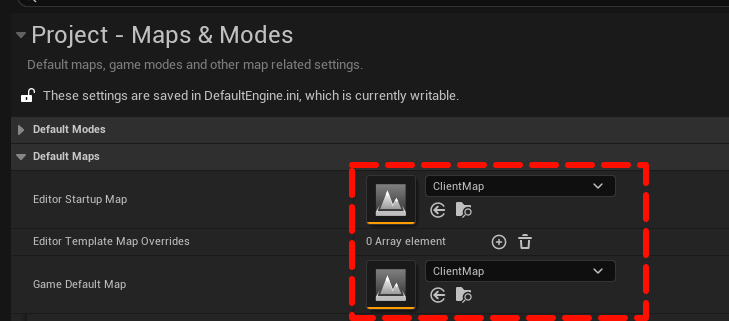 Project - Maps & Modes
Default maps, game modes and other map related settings.
These settings are saved in DefaultEngine.ini, which is currently writable.
Default Modes
Default Maps
Editor Startup Map
ClientMap
Editor Template Map Overrides
0 Array element
Game Default Map
ClientMap